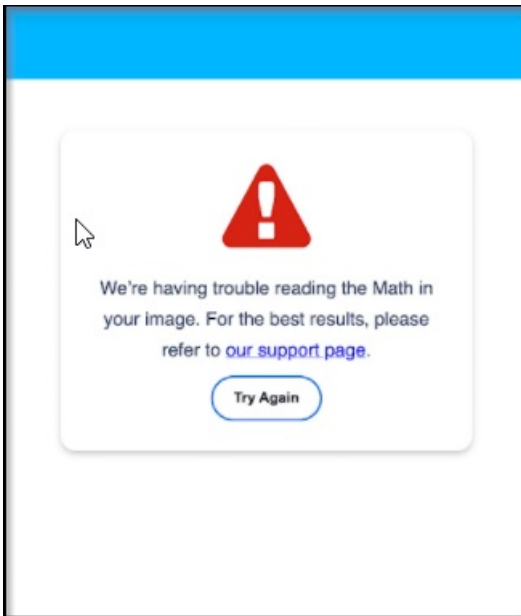 We're having trouble reading the Math in
your image. For the best results, please
refer to our support page.
Try Again